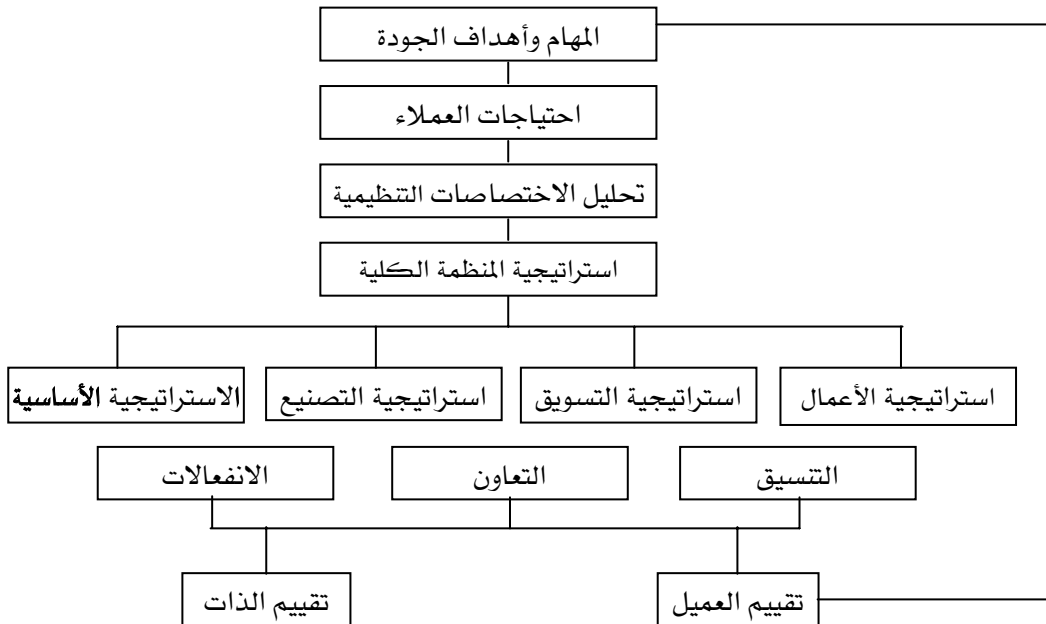 المهام وأهداف الجودة
احتياجات العملاء
تحليل الاختصاصات التنظيمية
استراتيجية المنظمة الكلية
استراتيجية الأعمال
استراتيجية التسويق
استراتيجية التصنيع
الاستراتيجية الأساسية
التنسيق
التعاون
الانفعالات
تقييم العميل
تقييم الذات